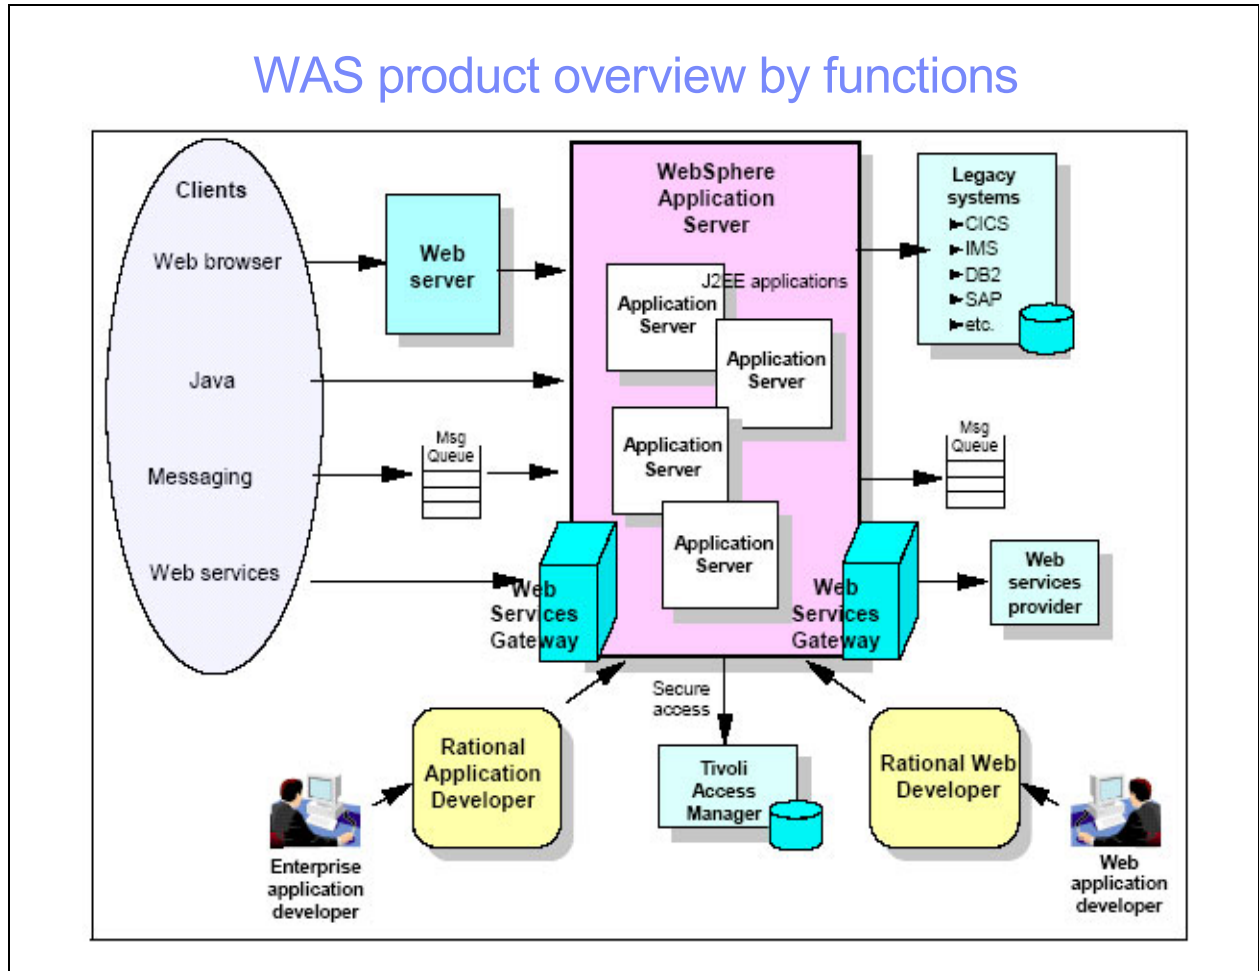 WAS product overview by functions
Clients
Web browser
Java
Messaging
Web services
Web
server
Msg
Queue
Web
Services
Gateway
WebSphere
Application
Server
J2EE applications
Application
Server
Application
Server
Application
Server
Application
Server
Web
Services
Gateway
Legacy
systems
CICS
IMS
DB2
SAP
etc.
Msg
Queue
Web
services
provider
Secure
access
Rational
Application
Developer
Tivoli
Access
Manager
Rational Web
Developer
Enterprise
application
developer
Web
application
developer